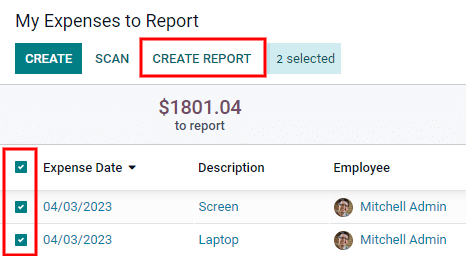 My Expenses to Report
CREATE SCAN CREATE REPORT 2 selected
$1801.04
to report
Expense Date Description Employee
04/03/2023 Screen Mitchell Admin
04/03/2023 Laptop Mitchell Admin